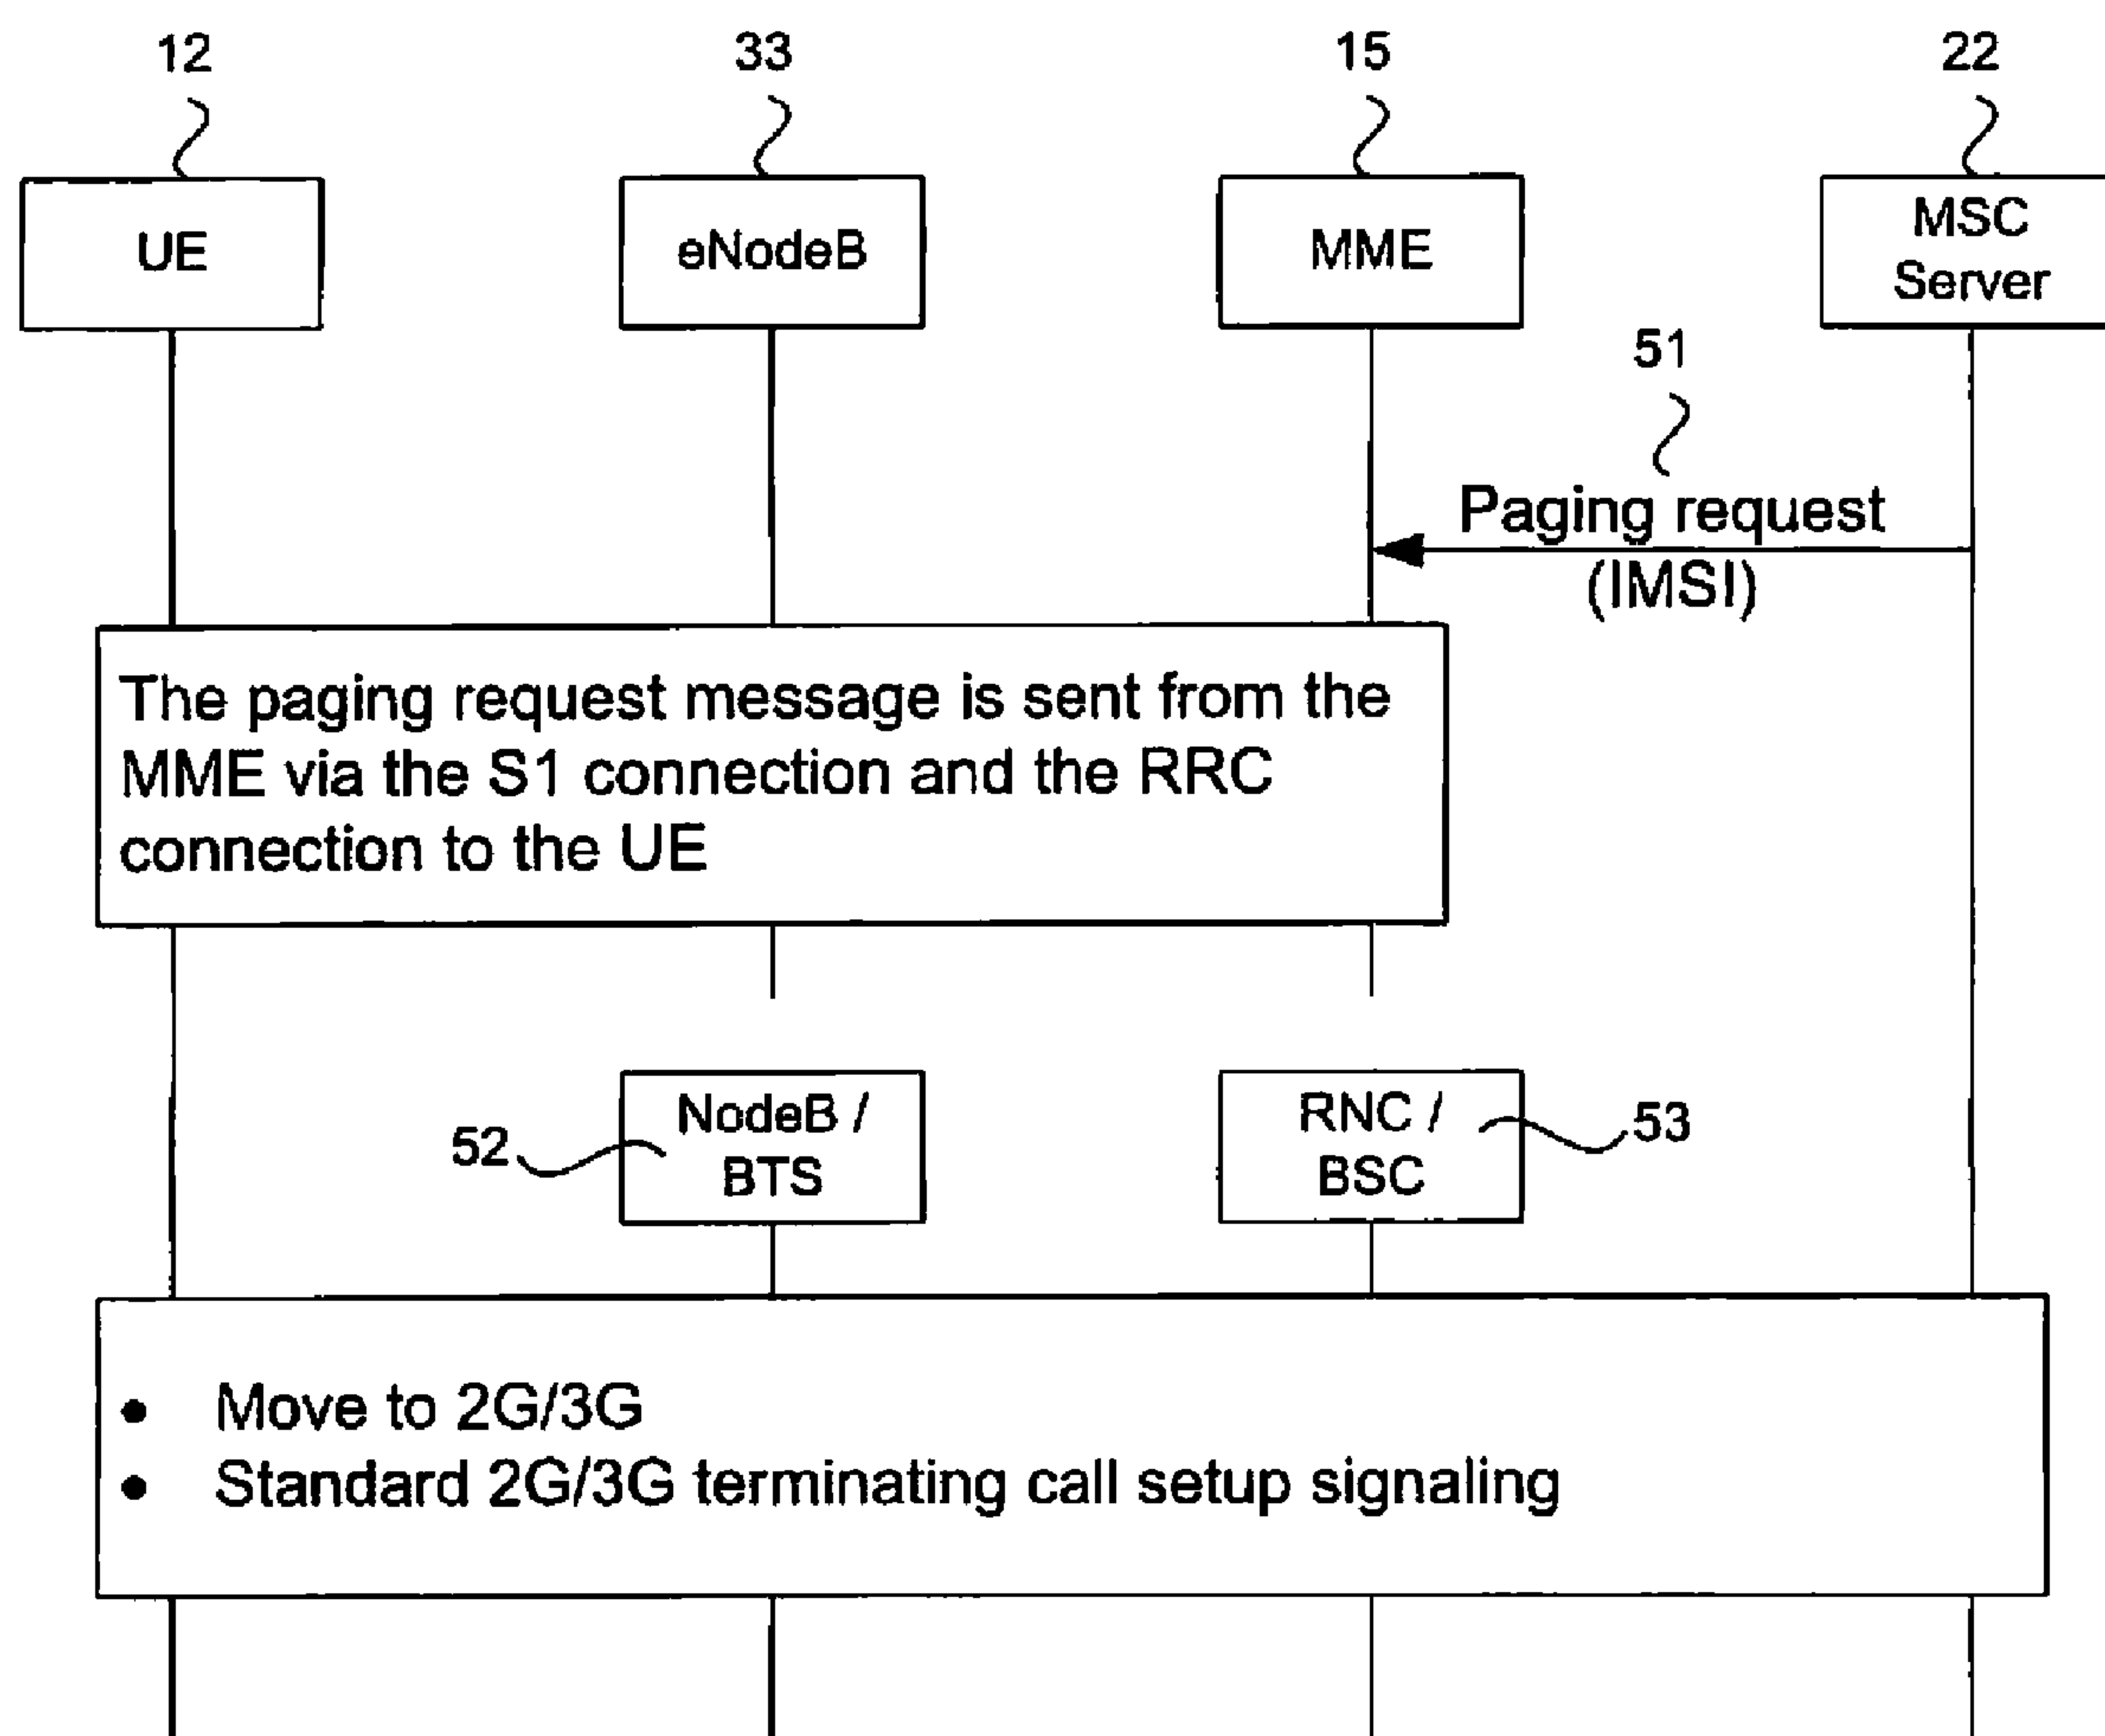 12
33
15
22
UE
eNodeB
MME
MSC
Server
51
Paging request
(IMSI)
The paging request message is sent from the
MME via the S1 connection and the RRC
connection to the UE
NodeB /
BTS
52
RNC /
BSC
53
• Move to 2G/3G
• Standard 2G/3G terminating call setup signaling